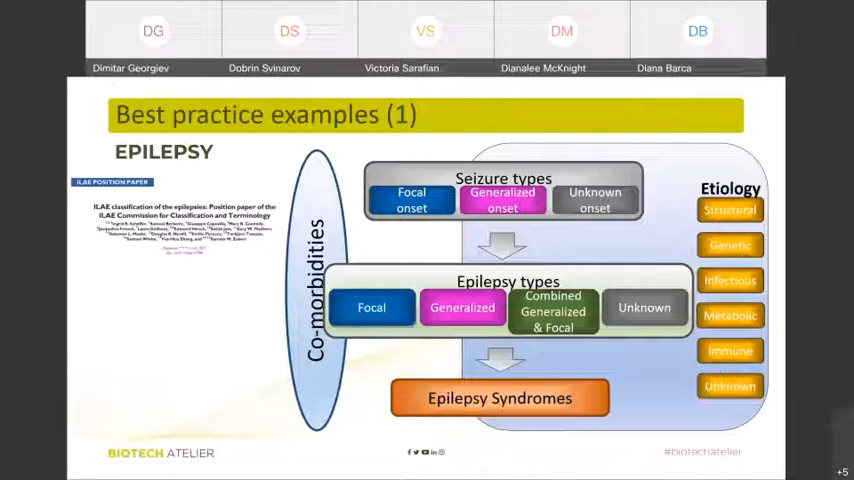 DG
DS
VS
DM
DB
Dimitar Georgiev
Dobrin Svinarov
Victoria Sarafian
Dianalee McKnight
Diana Barca
Best practice examples (1)
EPILEPSY
ILAE POSITION PAPER
ILAE classification of the epilepsies: Position paper of the
ILAE Commission for Classification and Terminology
Co-morbidities
Seizure types
Focal
onset
Generalized
onset
Unknown
onset
Epilepsy types
Focal
Generalized
Combined
Generalized
& Focal
Unknown
Epilepsy Syndromes
Etiology
Structural
Genetic
Infectious
Metabolic
Immune
Unknown
BIOTECH ATELIER
#biotechatelier
+5